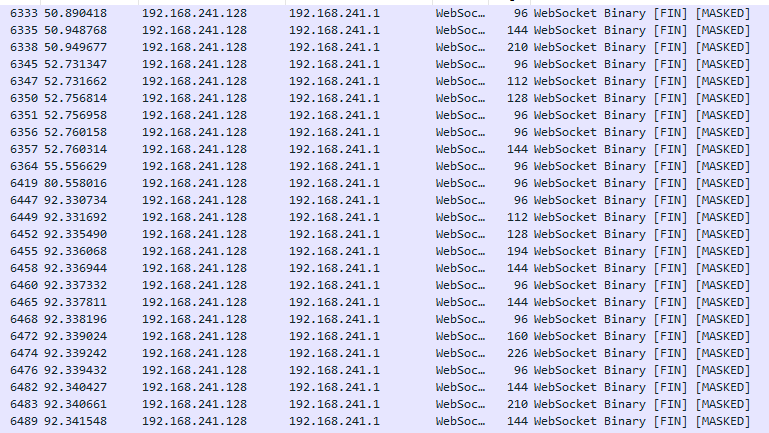 6333 50.890418 192.168.241.128 192.168.241.1 WebSoc… 96 WebSocket Binary [FIN] [MASKED]
6335 50.948768 192.168.241.128 192.168.241.1 WebSoc… 144 WebSocket Binary [FIN] [MASKED]
6338 50.949677 192.168.241.128 192.168.241.1 WebSoc… 210 WebSocket Binary [FIN] [MASKED]
6345 52.731347 192.168.241.128 192.168.241.1 WebSoc… 96 WebSocket Binary [FIN] [MASKED]
6347 52.731662 192.168.241.128 192.168.241.1 WebSoc… 112 WebSocket Binary [FIN] [MASKED]
6350 52.756814 192.168.241.128 192.168.241.1 WebSoc… 128 WebSocket Binary [FIN] [MASKED]
6351 52.756958 192.168.241.128 192.168.241.1 WebSoc… 96 WebSocket Binary [FIN] [MASKED]
6356 52.760158 192.168.241.128 192.168.241.1 WebSoc… 96 WebSocket Binary [FIN] [MASKED]
6357 52.760314 192.168.241.128 192.168.241.1 WebSoc… 144 WebSocket Binary [FIN] [MASKED]
6364 55.556629 192.168.241.128 192.168.241.1 WebSoc… 96 WebSocket Binary [FIN] [MASKED]
6419 80.558016 192.168.241.128 192.168.241.1 WebSoc… 96 WebSocket Binary [FIN] [MASKED]
6447 92.330734 192.168.241.128 192.168.241.1 WebSoc… 96 WebSocket Binary [FIN] [MASKED]
6449 92.331692 192.168.241.128 192.168.241.1 WebSoc… 112 WebSocket Binary [FIN] [MASKED]
6452 92.335490 192.168.241.128 192.168.241.1 WebSoc… 128 WebSocket Binary [FIN] [MASKED]
6455 92.336068 192.168.241.128 192.168.241.1 WebSoc… 194 WebSocket Binary [FIN] [MASKED]
6458 92.336944 192.168.241.128 192.168.241.1 WebSoc… 144 WebSocket Binary [FIN] [MASKED]
6460 92.337332 192.168.241.128 192.168.241.1 WebSoc… 96 WebSocket Binary [FIN] [MASKED]
6465 92.337811 192.168.241.128 192.168.241.1 WebSoc… 144 WebSocket Binary [FIN] [MASKED]
6468 92.338196 192.168.241.128 192.168.241.1 WebSoc… 96 WebSocket Binary [FIN] [MASKED]
6472 92.339024 192.168.241.128 192.168.241.1 WebSoc… 160 WebSocket Binary [FIN] [MASKED]
6474 92.339242 192.168.241.128 192.168.241.1 WebSoc… 226 WebSocket Binary [FIN] [MASKED]
6476 92.339432 192.168.241.128 192.168.241.1 WebSoc… 96 WebSocket Binary [FIN] [MASKED]
6482 92.340427 192.168.241.128 192.168.241.1 WebSoc… 144 WebSocket Binary [FIN] [MASKED]
6483 92.340661 192.168.241.128 192.168.241.1 WebSoc… 210 WebSocket Binary [FIN] [MASKED]
6489 92.341548 192.168.241.128 192.168.241.1 WebSoc… 144 WebSocket Binary [FIN] [MASKED]